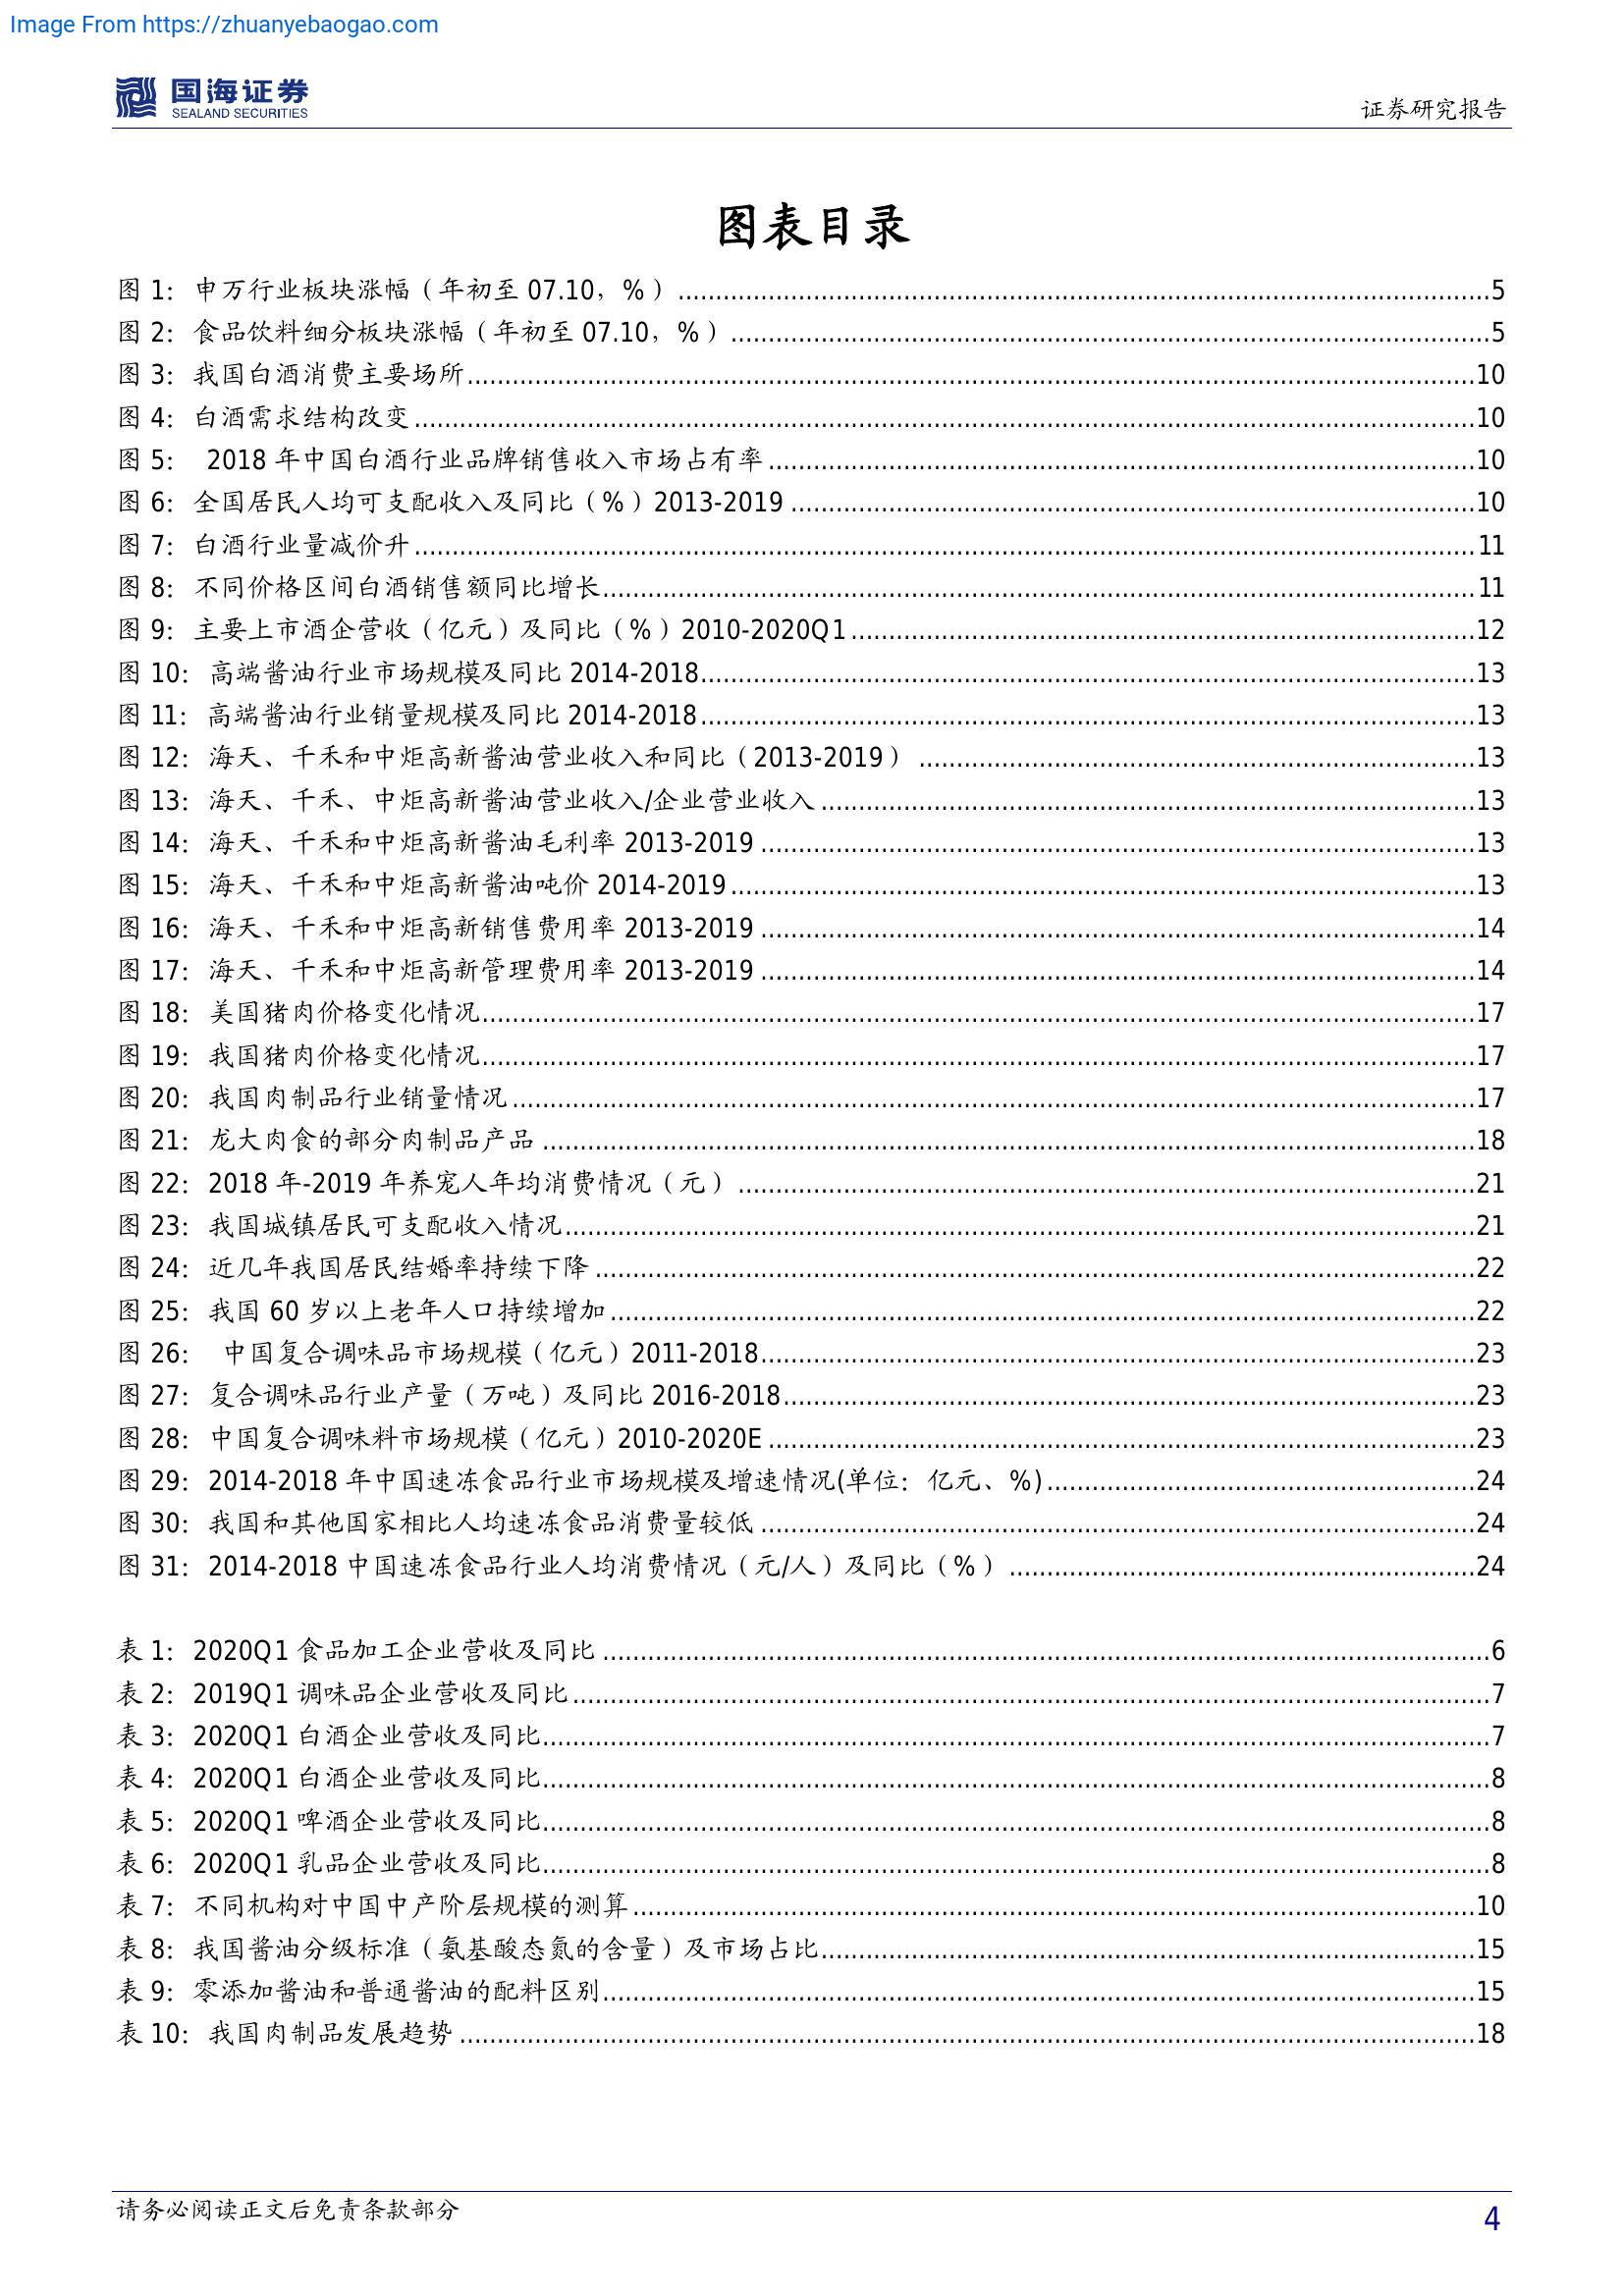 Image From https://zhuanyebaogao.com
国海证券
SEALAND SECURITIES
证券研究报告
图表目录
图 1：申万行业板块涨幅（年初至 07.10，%）....................5
图 2：食品饮料细分板块涨幅（年初至 07.10，%）....................5
图 3：我国白酒消费主要场所....................10
图 4：白酒需求结构改变....................10
图 5： 2018 年中国白酒行业品牌销售收入市场占有率....................10
图 6：全国居民人均可支配收入及同比（%）2013-2019....................10
图 7：白酒行业量减价升....................11
图 8：不同价格区间白酒销售额同比增长....................11
图 9：主要上市酒企营收（亿元）及同比（%）2010-2020Q1....................12
图 10：高端酱油行业市场规模及同比 2014-2018....................13
图 11：高端酱油行业销量规模及同比 2014-2018....................13
图 12：海天、千禾和中炬高新酱油营业收入和同比（2013-2019）....................13
图 13：海天、千禾、中炬高新酱油营业收入/企业营业收入....................13
图 14：海天、千禾和中炬高新酱油毛利率 2013-2019....................13
图 15：海天、千禾和中炬高新酱油吨价 2014-2019....................13
图 16：海天、千禾和中炬高新销售费用率 2013-2019....................14
图 17：海天、千禾和中炬高新管理费用率 2013-2019....................14
图 18：美国猪肉价格变化情况....................17
图 19：我国猪肉价格变化情况....................17
图 20：我国肉制品行业销量情况....................17
图 21：龙大肉食的部分肉制品产品....................18
图 22：2018 年-2019 年养宠人年均消费情况（元）....................21
图 23：我国城镇居民可支配收入情况....................21
图 24：近几年我国居民结婚率持续下降....................22
图 25：我国 60 岁以上老年人口持续增加....................22
图 26： 中国复合调味品市场规模（亿元）2011-2018....................23
图 27：复合调味品行业产量（万吨）及同比 2016-2018....................23
图 28：中国复合调味料市场规模（亿元）2010-2020E....................23
图 29：2014-2018 年中国速冻食品行业市场规模及增速情况(单位：亿元、%)....................24
图 30：我国和其他国家相比人均速冻食品消费量较低....................24
图 31：2014-2018 中国速冻食品行业人均消费情况（元/人）及同比（%）....................24
表 1：2020Q1 食品加工企业营收及同比....................6
表 2：2019Q1 调味品企业营收及同比....................7
表 3：2020Q1 白酒企业营收及同比....................7
表 4：2020Q1 白酒企业营收及同比....................8
表 5：2020Q1 啤酒企业营收及同比....................8
表 6：2020Q1 乳品企业营收及同比....................8
表 7：不同机构对中国中产阶层规模的测算....................10
表 8：我国酱油分级标准（氨基酸态氮的含量）及市场占比....................15
表 9：零添加酱油和普通酱油的配料区别....................15
表 10：我国肉制品发展趋势....................18
请务必阅读正文后免责条款部分
4